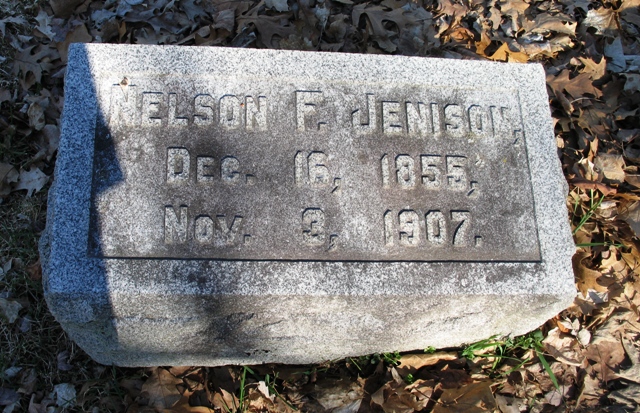 NELSON F. JENISON,
DEC. 16, 1855,
NOV. 3, 1907.